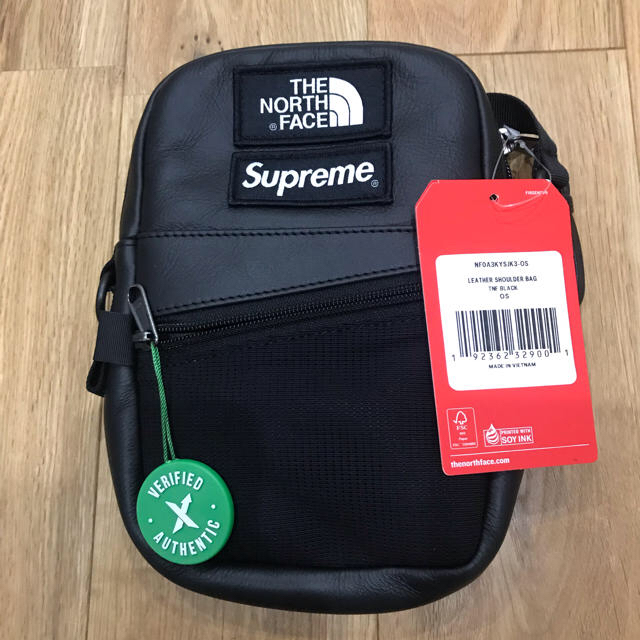 THE
NORTH
FACE
®
Supreme®
NF0A3KYSJK3-OS
LEATHER SHOULDER BAG
TNF BLACK
OS
1 92362 32900 1
MADE IN VIETNAM
FSC
PRINTED WITH
SOY INK
thenorthface.com
VERIFIED
AUTHENTIC